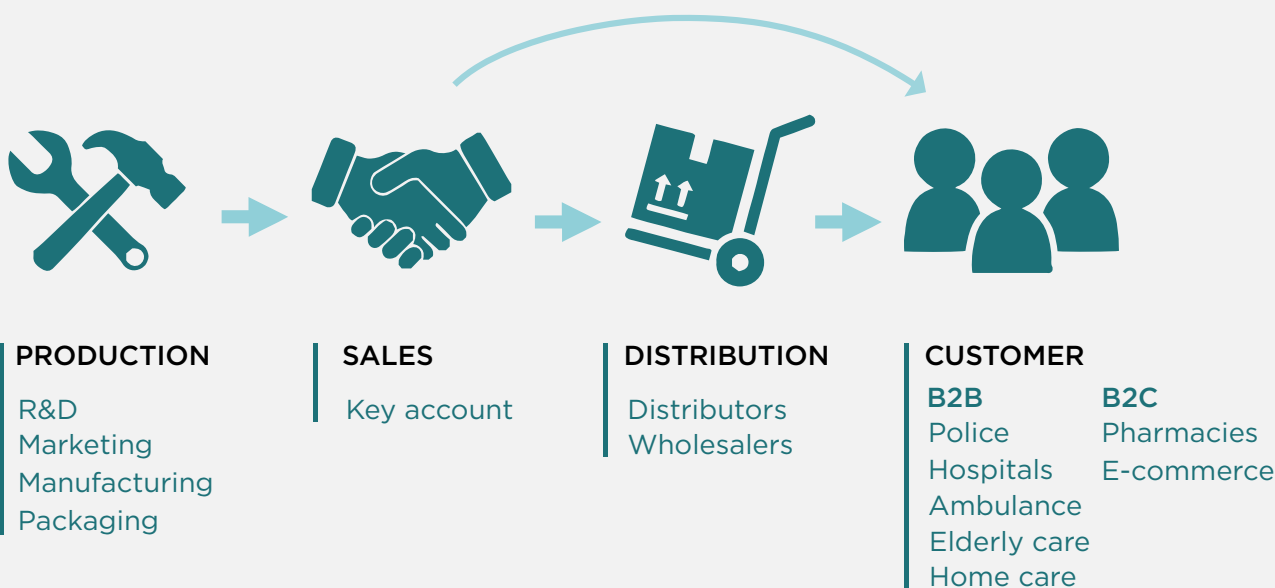 PRODUCTION
R&D
Marketing
Manufacturing
Packaging
SALES
Key account
DISTRIBUTION
Distributors
Wholesalers
CUSTOMER
B2B
Police
Hospitals
Ambulance
Elderly care
Home care
B2C
Pharmacies
E-commerce